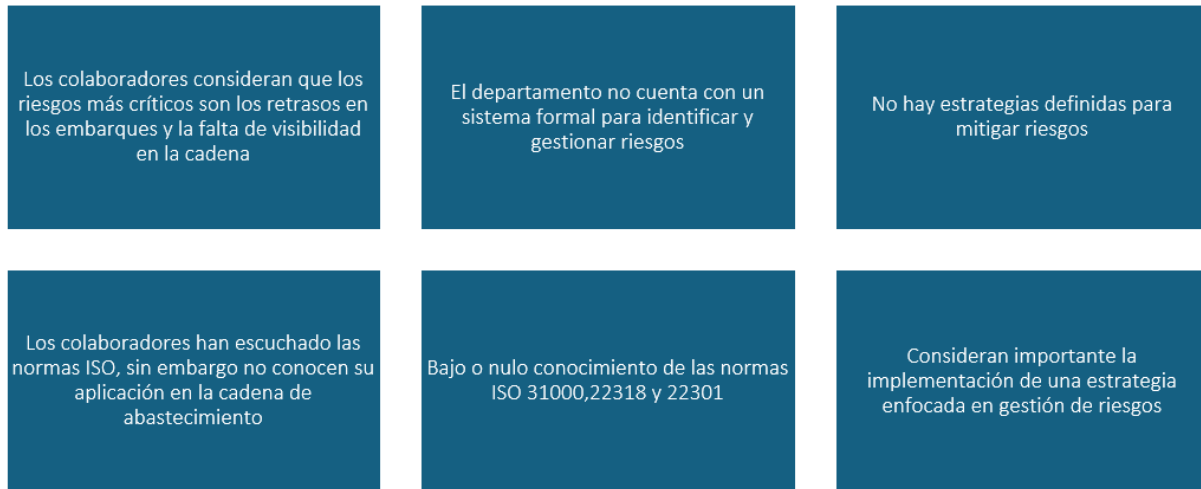 Los colaboradores consideran que los
riesgos más críticos son los retrasos en
los embarques y la falta de visibilidad
en la cadena
El departamento no cuenta con un
sistema formal para identificar y
gestionar riesgos
No hay estrategias definidas para
mitigar riesgos
Los colaboradores han escuchado las
normas ISO, sin embargo no conocen su
aplicación en la cadena de
abastecimiento
Bajo o nulo conocimiento de las normas
ISO 31000,22318 y 22301
Consideran importante la
implementación de una estrategia
enfocada en gestión de riesgos